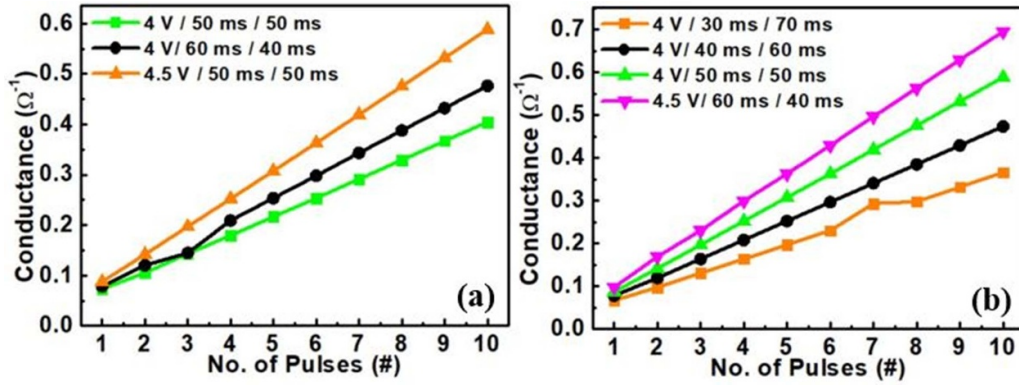 4 V / 50 ms / 50 ms
4 V/ 60 ms / 40 ms
4.5 V / 50 ms / 50 ms
Conductance (Ω⁻¹)
0.6
0.5
0.4
0.3
0.2
0.1
0.0
1 2 3 4 5 6 7 8 9 10
No. of Pulses (#)
(a)
4 V / 30 ms / 70 ms
4 V/ 40 ms / 60 ms
4 V/ 50 ms / 50 ms
4.5 V/ 60 ms / 40 ms
Conductance (Ω⁻¹)
0.7
0.6
0.5
0.4
0.3
0.2
0.1
0.0
1 2 3 4 5 6 7 8 9 10
No. of Pulses (#)
(b)